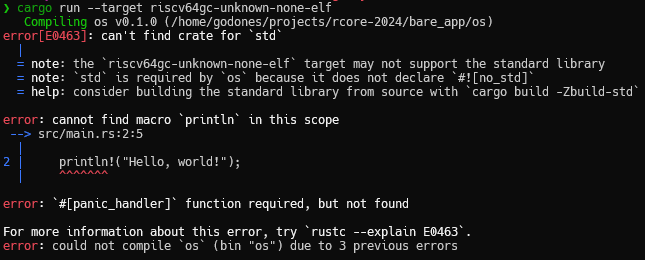 ❯ cargo run --target riscv64gc-unknown-none-elf
   Compiling os v0.1.0 (/home/godones/projects/rcore-2024/bare_app/os)
error[E0463]: can't find crate for `std`
  |
  = note: the `riscv64gc-unknown-none-elf` target may not support the standard library
  = note: `std` is required by `os` because it does not declare `#![no_std]`
  = help: consider building the standard library from source with `cargo build -Zbuild-std`
error: cannot find macro `println` in this scope
 --> src/main.rs:2:5
  |
2 |     println!("Hello, world!");
  |     ^^^^^^^
error: `#[panic_handler]` function required, but not found
For more information about this error, try `rustc --explain E0463`.
error: could not compile `os` (bin "os") due to 3 previous errors